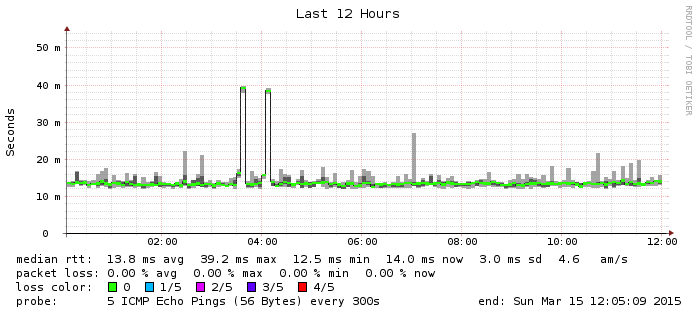 Last 12 Hours
RRDTOOL / TOBI OETIKER
Seconds
50 m
40 m
30 m
20 m
10 m
0
02:00 04:00 06:00 08:00 10:00 12:00
median rtt: 13.8 ms avg 39.2 ms max 12.5 ms min 14.0 ms now 3.0 ms sd 4.6 am/s
packet loss: 0.00 % avg 0.00 % max 0.00 % min 0.00 % now
loss color: 0 1/5 2/5 3/5 4/5
probe: 5 ICMP Echo Pings (56 Bytes) every 300s end: Sun Mar 15 12:05:09 2015